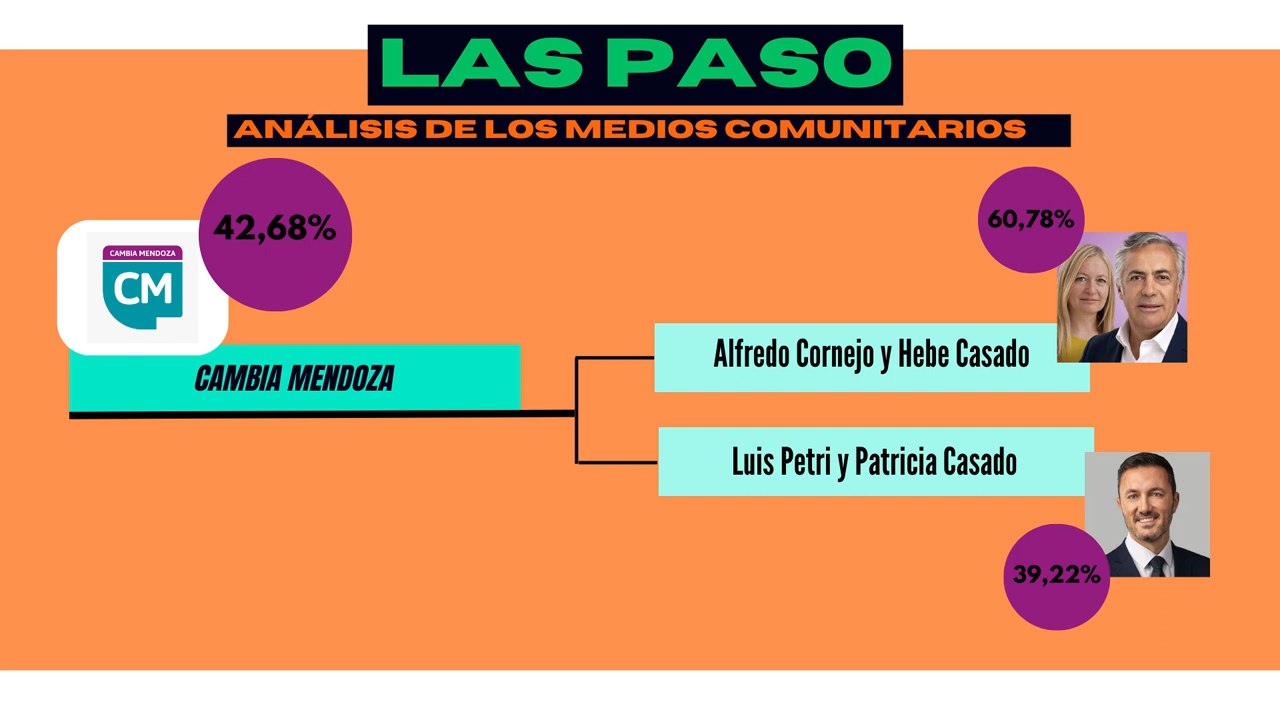 LAS PASO
ANÁLISIS DE LOS MEDIOS COMUNITARIOS
42,68%
60,78%
CAMBIA MENDOZA
CM
CAMBIA MENDOZA
Alfredo Cornejo y Hebe Casado
Luis Petri y Patricia Casado
39,22%